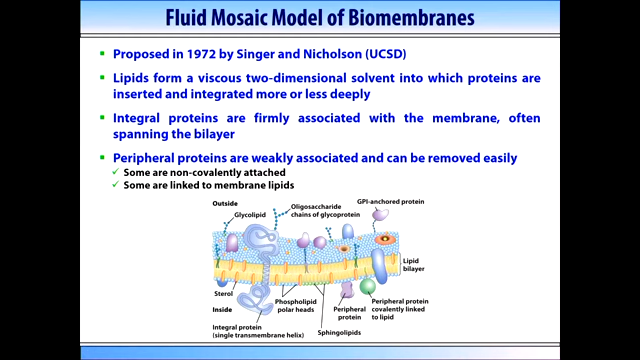 Fluid Mosaic Model of Biomembranes
Proposed in 1972 by Singer and Nicholson (UCSD)
Lipids form a viscous two-dimensional solvent into which proteins are
inserted and integrated more or less deeply
Integral proteins are firmly associated with the membrane, often
spanning the bilayer
Peripheral proteins are weakly associated and can be removed easily
Some are non-covalently attached
Some are linked to membrane lipids
Outside
Glycolipid
Oligosaccharide
chains of glycoprotein
GPI-anchored protein
Lipid
bilayer
Sterol
Inside
Phospholipid
polar heads
Integral protein
(single transmembrane helix)
Sphingolipids
Peripheral
protein
Peripheral protein
covalently linked
to lipid